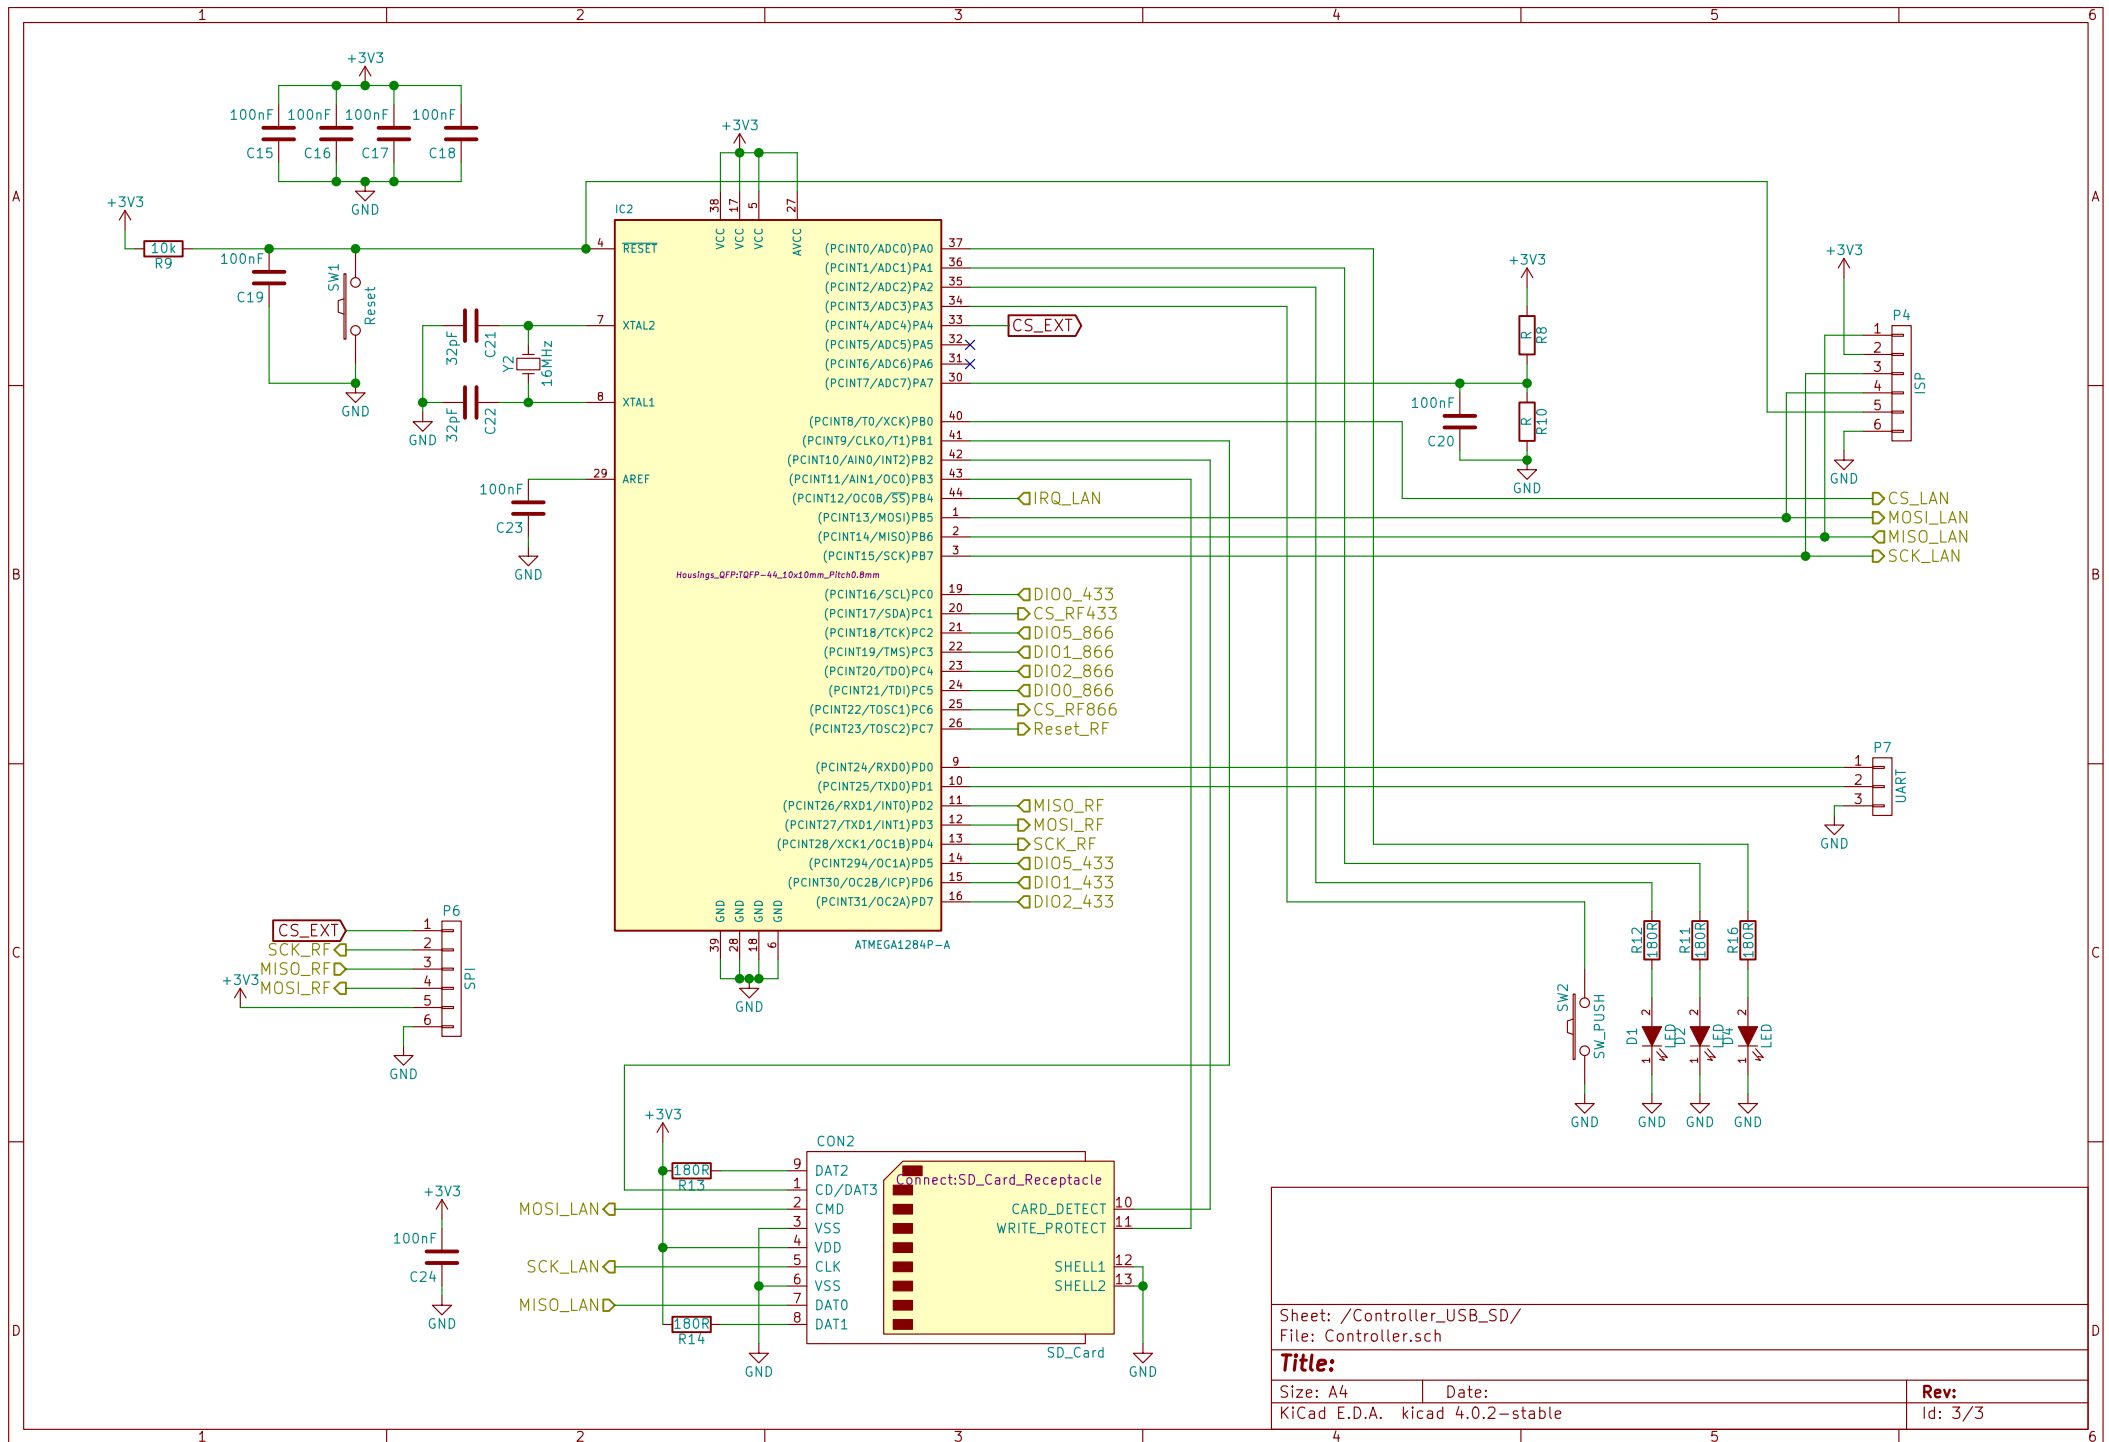 1 2 3 4 5 6
A
B
C
D
A
B
C
D
+3V3
100nF 100nF 100nF 100nF
C15 C16 C17 C18
GND
+3V3
10k
R9
100nF
C19
SW1
Reset
GND
32pF
C21
Y2
16MHz
32pF
C22
GND
100nF
C23
GND
+3V3
IC2
38 17 5 27
VCC VCC VCC AVCC
4 RESET
7 XTAL2
8 XTAL1
29 AREF
Housings_QFP:TQFP-44_10x10mm_Pitch0.8mm
(PCINT0/ADC0)PA0 37
(PCINT1/ADC1)PA1 36
(PCINT2/ADC2)PA2 35
(PCINT3/ADC3)PA3 34
(PCINT4/ADC4)PA4 33 CS_EXT
(PCINT5/ADC5)PA5 32
(PCINT6/ADC6)PA6 31
(PCINT7/ADC7)PA7 30
(PCINT8/T0/XCK)PB0 40
(PCINT9/CLKO/T1)PB1 41
(PCINT10/AIN0/INT2)PB2 42
(PCINT11/AIN1/OC0)PB3 43
(PCINT12/OC0B/SS)PB4 44 IRQ_LAN
(PCINT13/MOSI)PB5 1
(PCINT14/MISO)PB6 2
(PCINT15/SCK)PB7 3
(PCINT16/SCL)PC0 19 DIO0_433
(PCINT17/SDA)PC1 20 CS_RF433
(PCINT18/TCK)PC2 21 DIO5_866
(PCINT19/TMS)PC3 22 DIO1_866
(PCINT20/TDO)PC4 23 DIO2_866
(PCINT21/TDI)PC5 24 DIO0_866
(PCINT22/TOSC1)PC6 25 CS_RF866
(PCINT23/TOSC2)PC7 26 Reset_RF
(PCINT24/RXD0)PD0 9
(PCINT25/TXD0)PD1 10
(PCINT26/RXD1/INT0)PD2 11 MISO_RF
(PCINT27/TXD1/INT1)PD3 12 MOSI_RF
(PCINT28/XCK1/OC1B)PD4 13 SCK_RF
(PCINT294/OC1A)PD5 14 DIO5_433
(PCINT30/OC2B/ICP)PD6 15 DIO1_433
(PCINT31/OC2A)PD7 16 DIO2_433
GND GND GND GND
39 28 18 6
ATMEGA1284P-A
GND
+3V3
R
R8
100nF
C20
R
R10
GND
+3V3
P4
1
2
3
4
5
6
ISP
GND
CS_LAN
MOSI_LAN
MISO_LAN
SCK_LAN
P7
1
2
3
UART
GND
P6
CS_EXT 1
SCK_RF 2
MISO_RF 3
MOSI_RF 4
+3V3 5
6
SPI
GND
R12 180R
R11 180R
R16 180R
SW2
SW_PUSH
2 D1 LED 1
2 D2 LED 1
2 D4 LED 1
GND GND GND GND
+3V3
180R
R13
180R
R14
CON2
9 DAT2
1 CD/DAT3
2 CMD
3 VSS
4 VDD
5 CLK
6 VSS
7 DAT0
8 DAT1
Connect:SD_Card_Receptacle
CARD_DETECT 10
WRITE_PROTECT 11
SHELL1 12
SHELL2 13
SD_Card
GND
GND
MOSI_LAN
SCK_LAN
MISO_LAN
+3V3
100nF
C24
GND
Sheet: /Controller_USB_SD/
File: Controller.sch
Title:
Size: A4 Date: Rev:
KiCad E.D.A. kicad 4.0.2-stable Id: 3/3
1 2 3 4 5 6